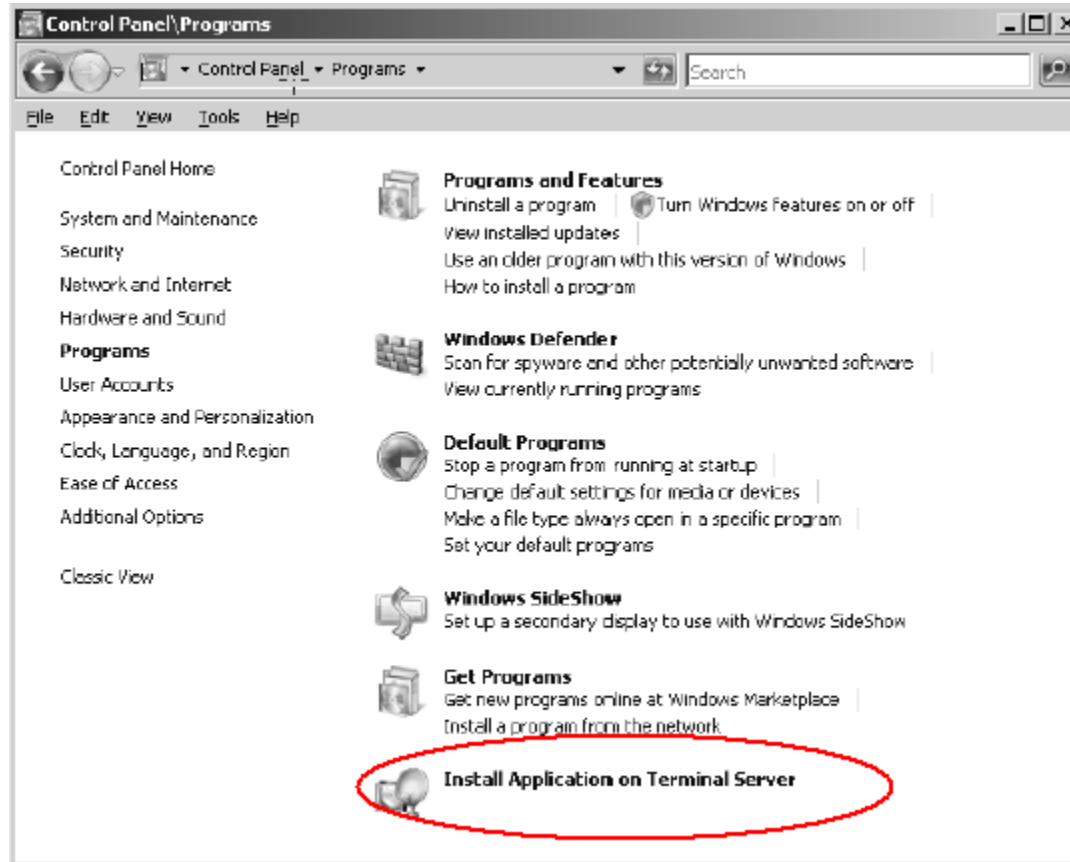 Control Panel\Programs
Control Panel Programs
Search
File Edit View Tools Help
Control Panel Home
System and Maintenance
Security
Network and Internet
Hardware and Sound
Programs
User Accounts
Appearance and Personalization
Clock, Language, and Region
Ease of Access
Additional Options
Classic View
Programs and Features
Uninstall a program Turn Windows features on or off
View installed updates
Use an older program with this version of Windows
How to install a program
Windows Defender
Scan for spyware and other potentially unwanted software
View currently running programs
Default Programs
Stop a program from running at startup
Change default settings for media or devices
Make a file type always open in a specific program
Set your default programs
Windows SideShow
Set up a secondary display to use with Windows SideShow
Get Programs
Get new programs online at Windows Marketplace
Install a program from the network
Install Application on Terminal Server